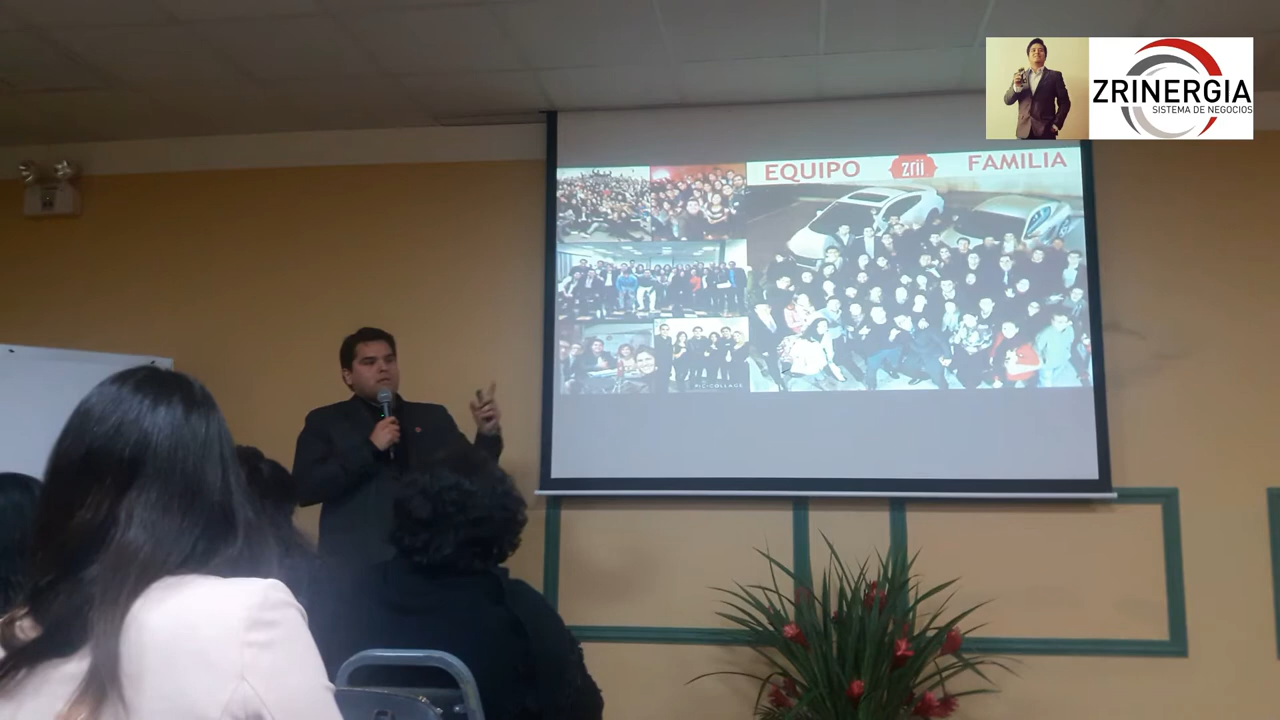 ZRINERGIA
SISTEMA DE NEGOCIOS
EQUIPO zrii FAMILIA
PIC·COLLAGE